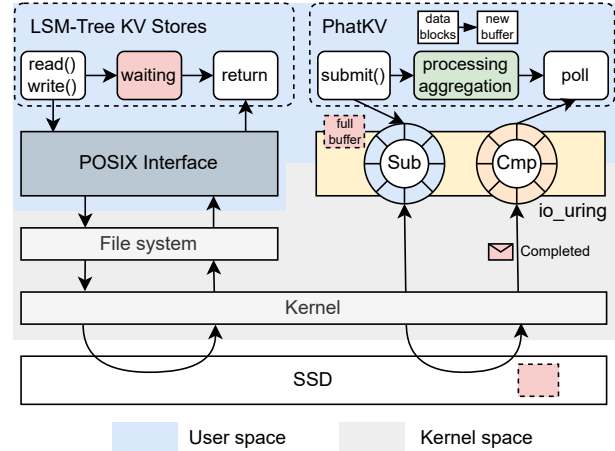 LSM-Tree KV Stores
read()
write()
waiting
return
PhatKV
data
blocks
new
buffer
submit()
processing
aggregation
poll
full
buffer
POSIX Interface
Sub
Cmp
io_uring
File system
Completed
Kernel
SSD
User space
Kernel space